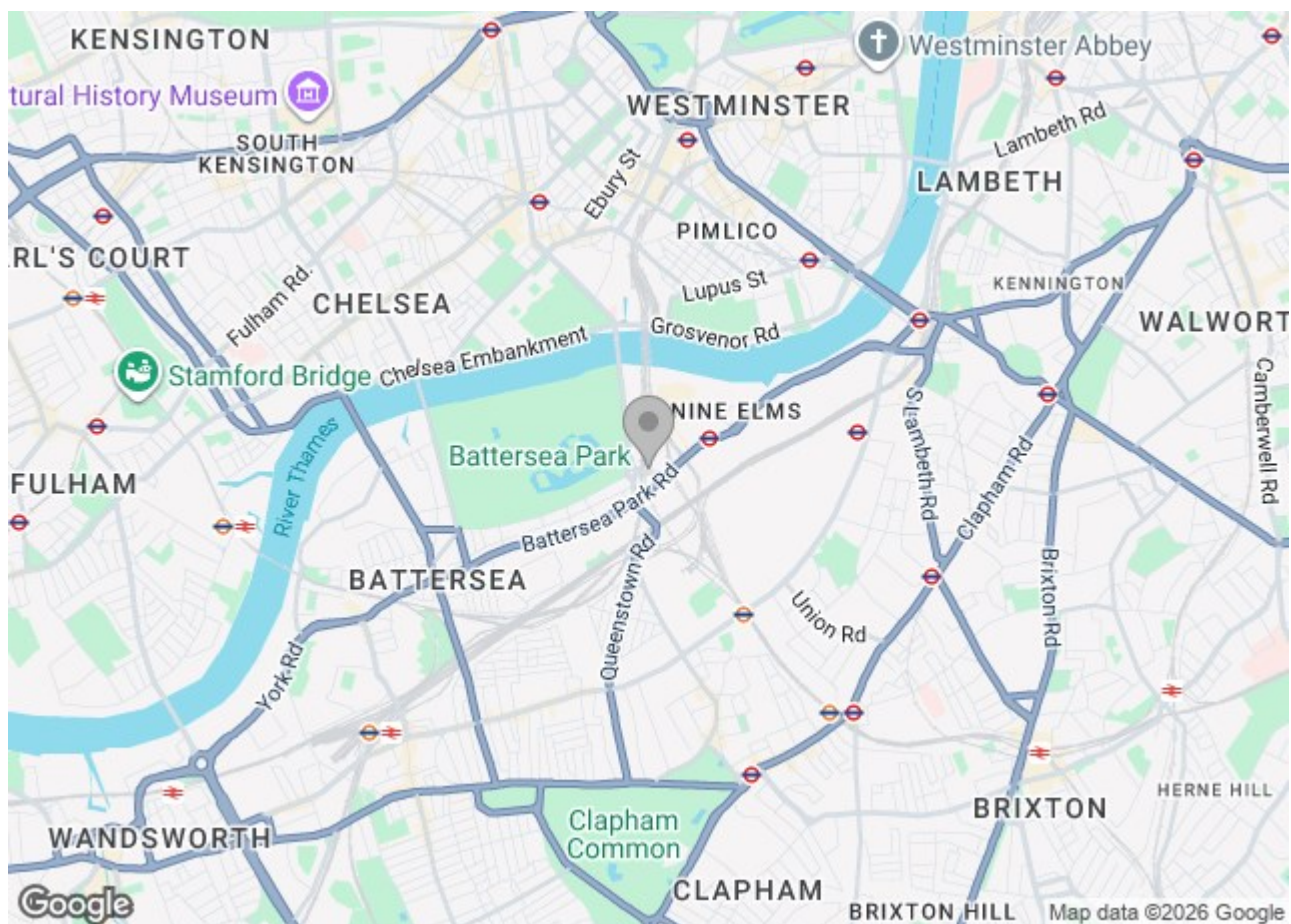 KENSINGTON
Westminster Abbey
tural History Museum
WESTMINSTER
Lambeth Rd
SOUTH
KENSINGTON
Ebury St
LAMBETH
PIMLICO
RL'S COURT
Fulham Rd.
CHELSEA
Lupus St
KENNINGTON
Grosvenor Rd
WALWORT
Chelsea Embankment
Stamford Bridge
Camberwell Rd
NINE ELMS
S Lambeth Rd
Clapham Rd
Battersea Park
FULHAM
River Thames
Battersea Park Rd
BATTERSEA
Queenstown Rd
Brixton Rd
Union Rd
York Rd
HERNE HILL
BRIXTON
Clapham
Common
WANDSWORTH
CLAPHAM
Google
BRIXTON HILL
Map data ©2026 Google